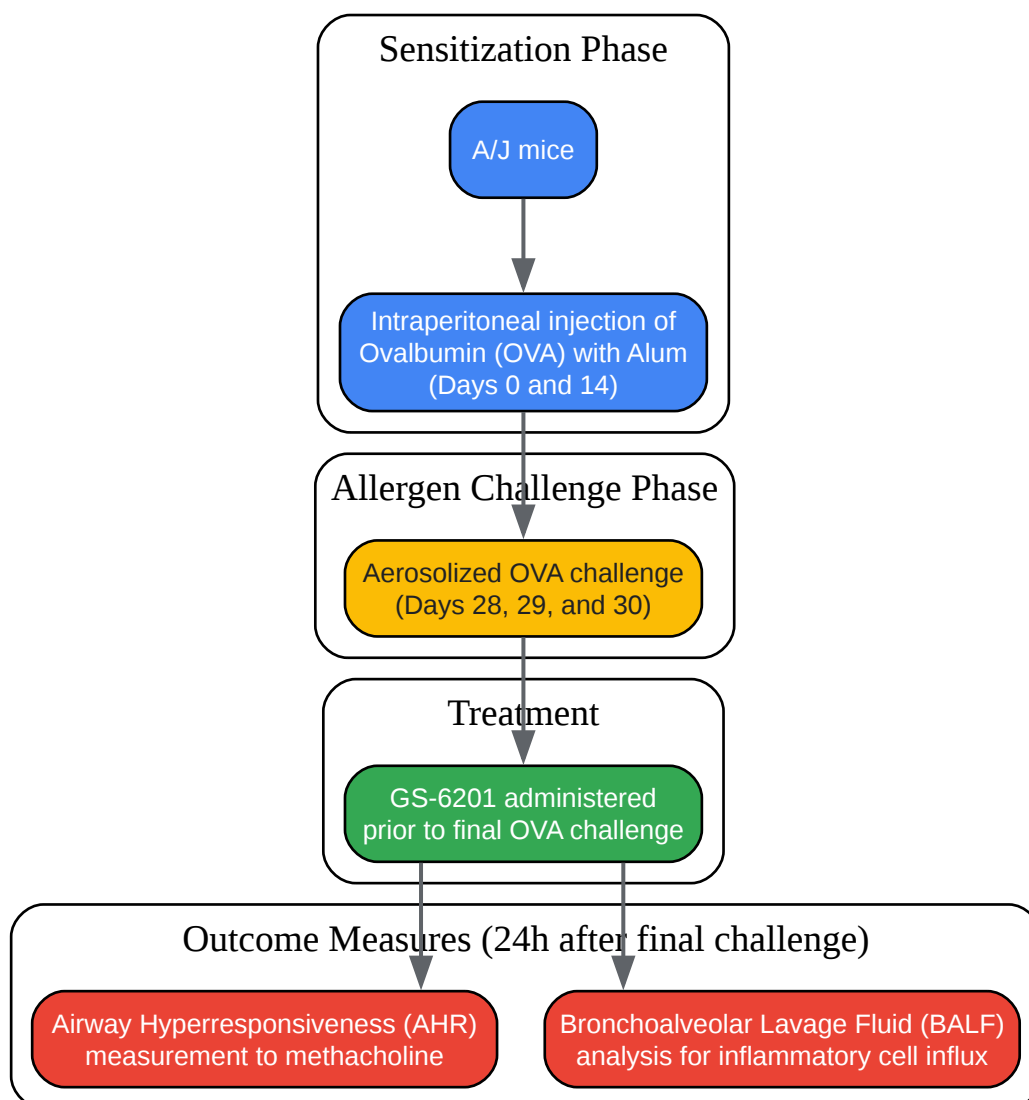 Sensitization Phase
A/J mice
Intraperitoneal injection of
Ovalbumin (OVA) with Alum
(Days 0 and 14)
Allergen Challenge Phase
Aerosolized OVA challenge
(Days 28, 29, and 30)
Treatment
GS-6201 administered
prior to final OVA challenge
Outcome Measures (24h after final challenge)
Airway Hyperresponsiveness (AHR)
measurement to methacholine
Bronchoalveolar Lavage Fluid (BALF)
analysis for inflammatory cell influx